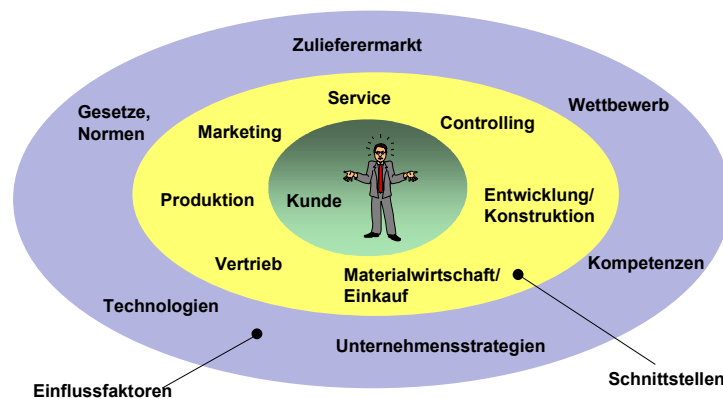 Zulieferermarkt
Gesetze,
Normen
Service
Wettbewerb
Marketing
Controlling
Produktion
Kunde
Entwicklung/
Konstruktion
Vertrieb
Materialwirtschaft/
Einkauf
Kompetenzen
Technologien
Unternehmensstrategien
Einflussfaktoren
Schnittstellen